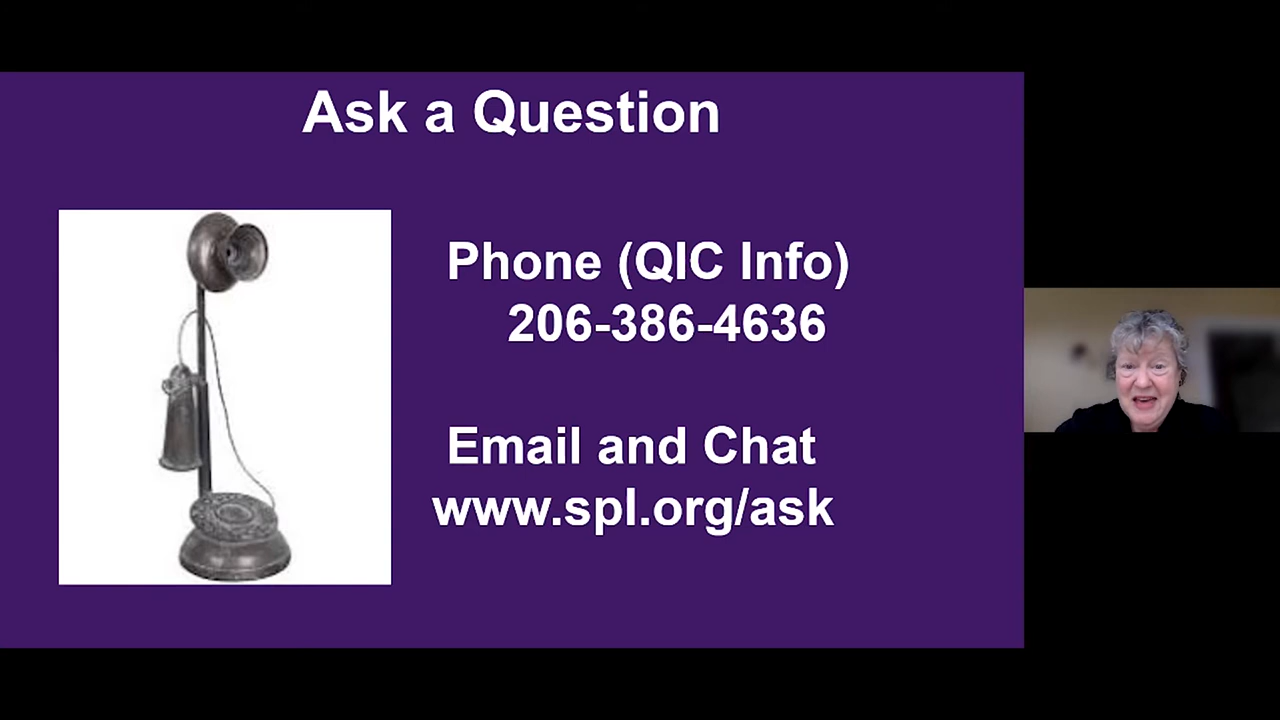 Ask a Question
Phone (QIC Info)
206-386-4636
Email and Chat
www.spl.org/ask